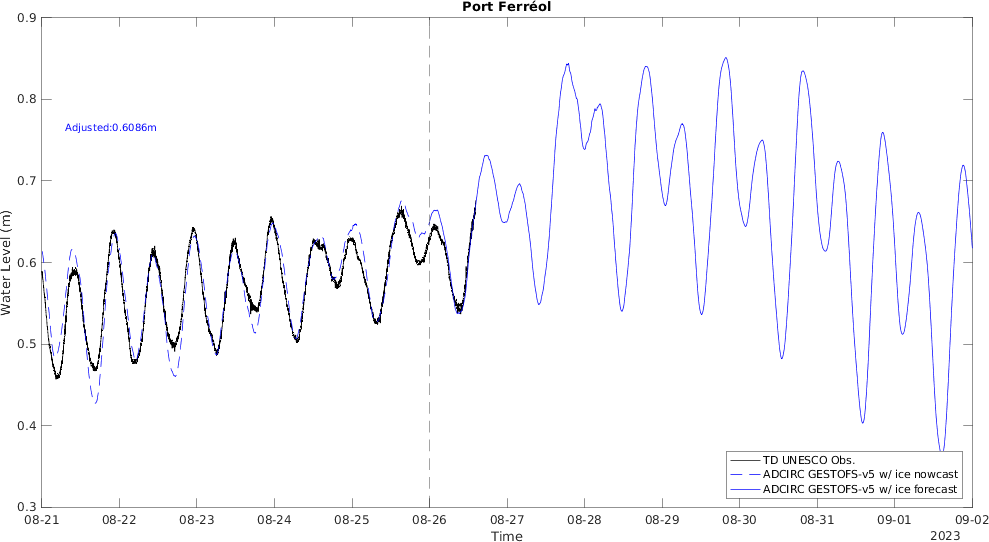 Port Ferréol
0.9
0.8
0.7
0.6
0.5
0.4
0.3
Water Level (m)
Adjusted:0.6086m
TD UNESCO Obs.
ADCIRC GESTOFS-v5 w/ ice nowcast
ADCIRC GESTOFS-v5 w/ ice forecast
08-21 08-22 08-23 08-24 08-25 08-26 08-27 08-28 08-29 08-30 08-31 09-01 09-02
Time
2023